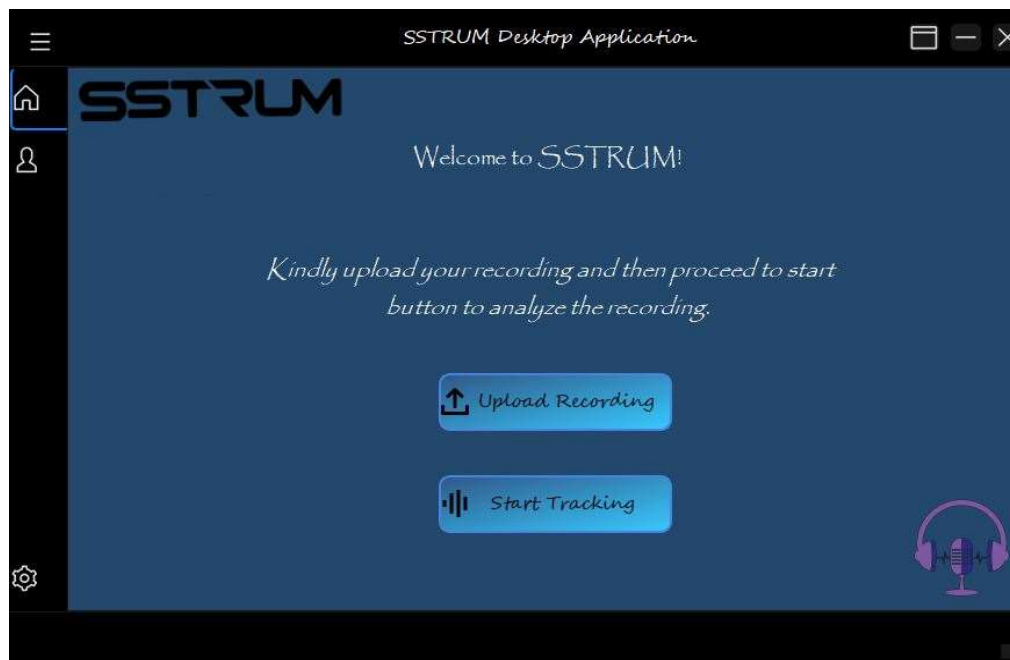 SSTRUM Desktop Application
SSTRUM
Welcome to SSTRUM!
Kindly upload your recording and then proceed to start
button to analyze the recording.
Upload Recording
Start Tracking